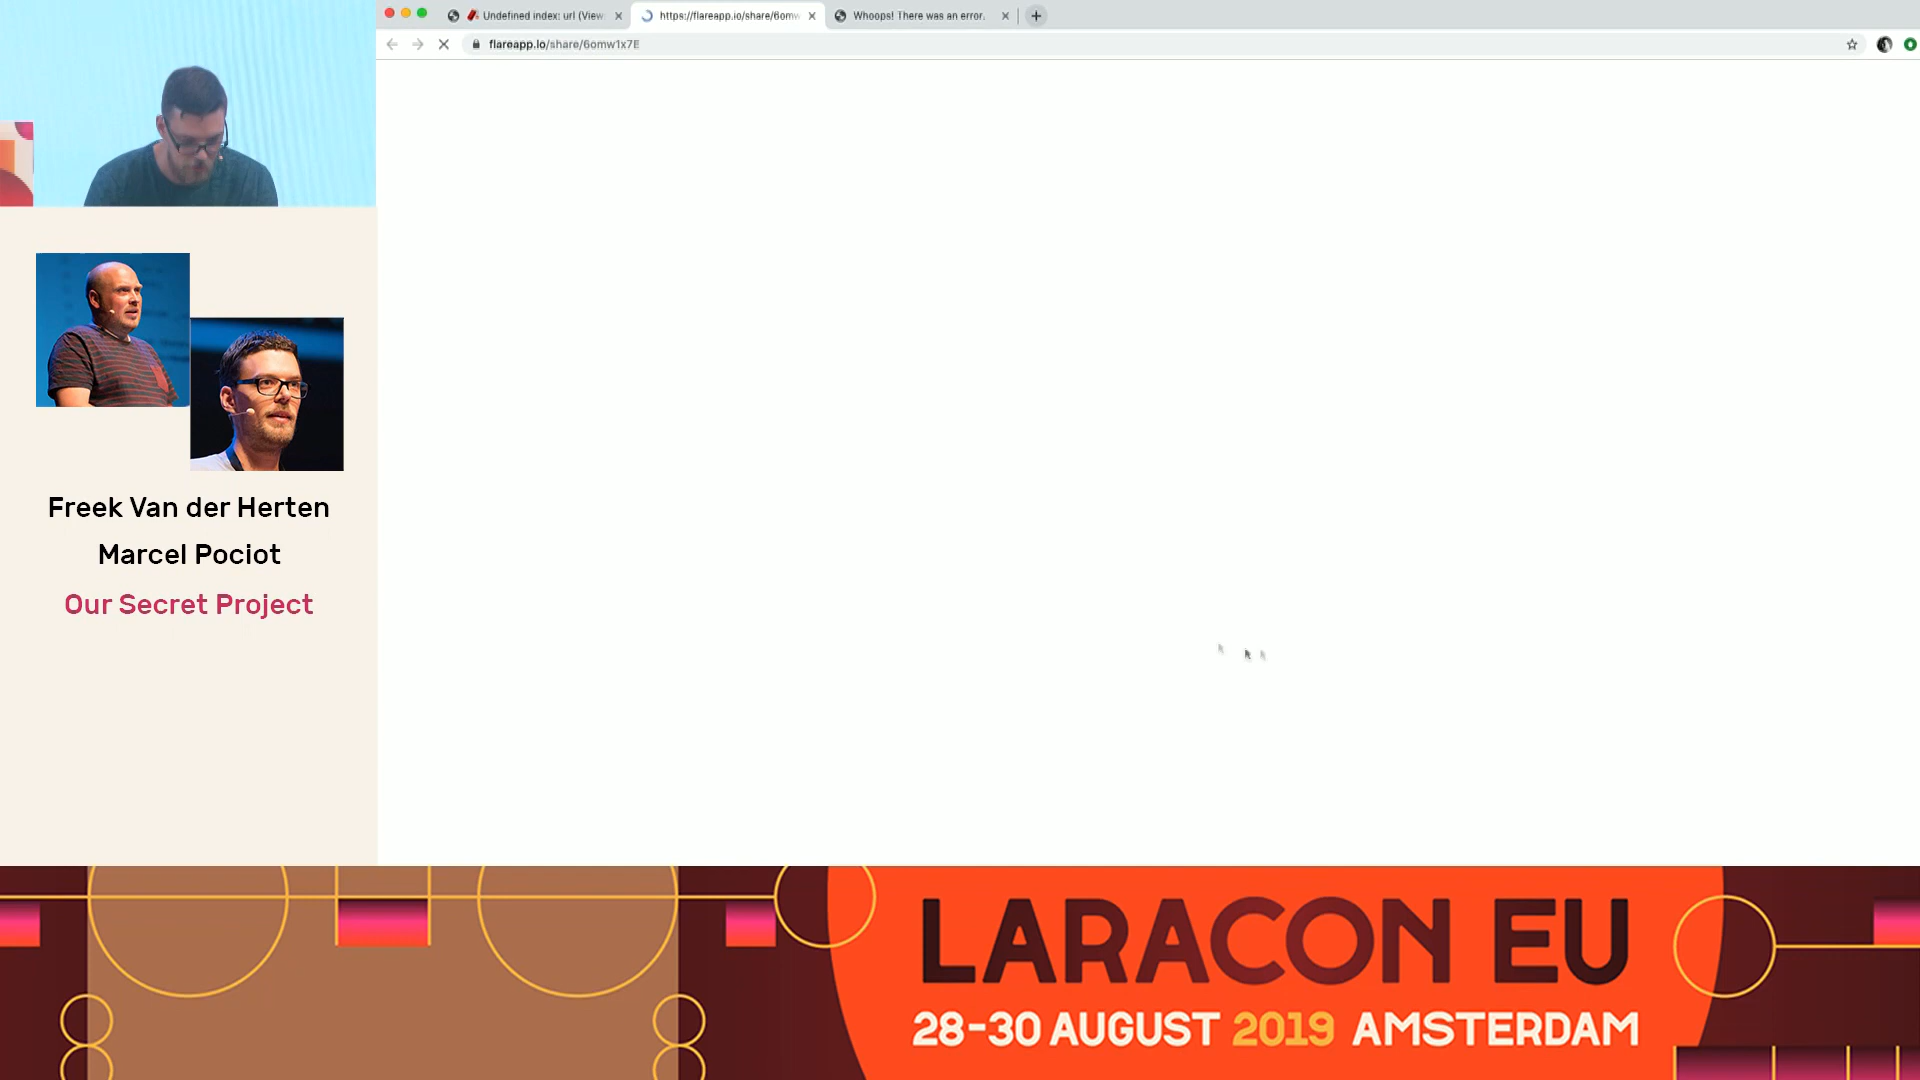 Undefined index: url (View
https://flareapp.io/share/6omw
Whoops! There was an error.
flareapp.io/share/6omw1x7E
Freek Van der Herten
Marcel Pociot
Our Secret Project
LARACON EU
28-30 AUGUST 2019 AMSTERDAM